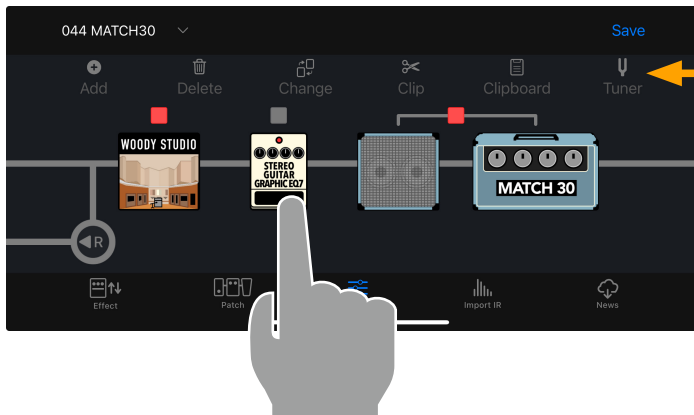 044 MATCH30
Save
Add
Delete
Change
Clip
Clipboard
Tuner
WOODY STUDIO
STEREO
GUITAR
GRAPHIC EQ7
MATCH 30
R
Effect
Patch
Import IR
News